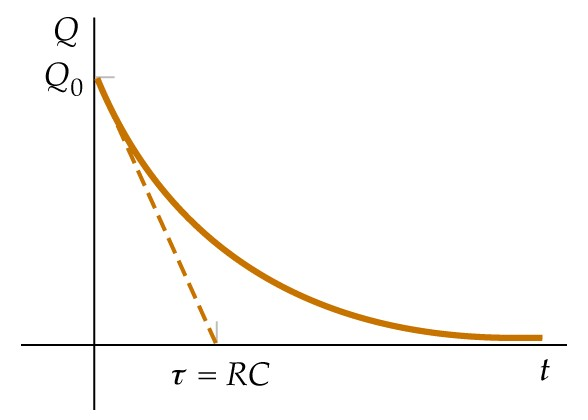 Q
Q₀
τ = RC
t